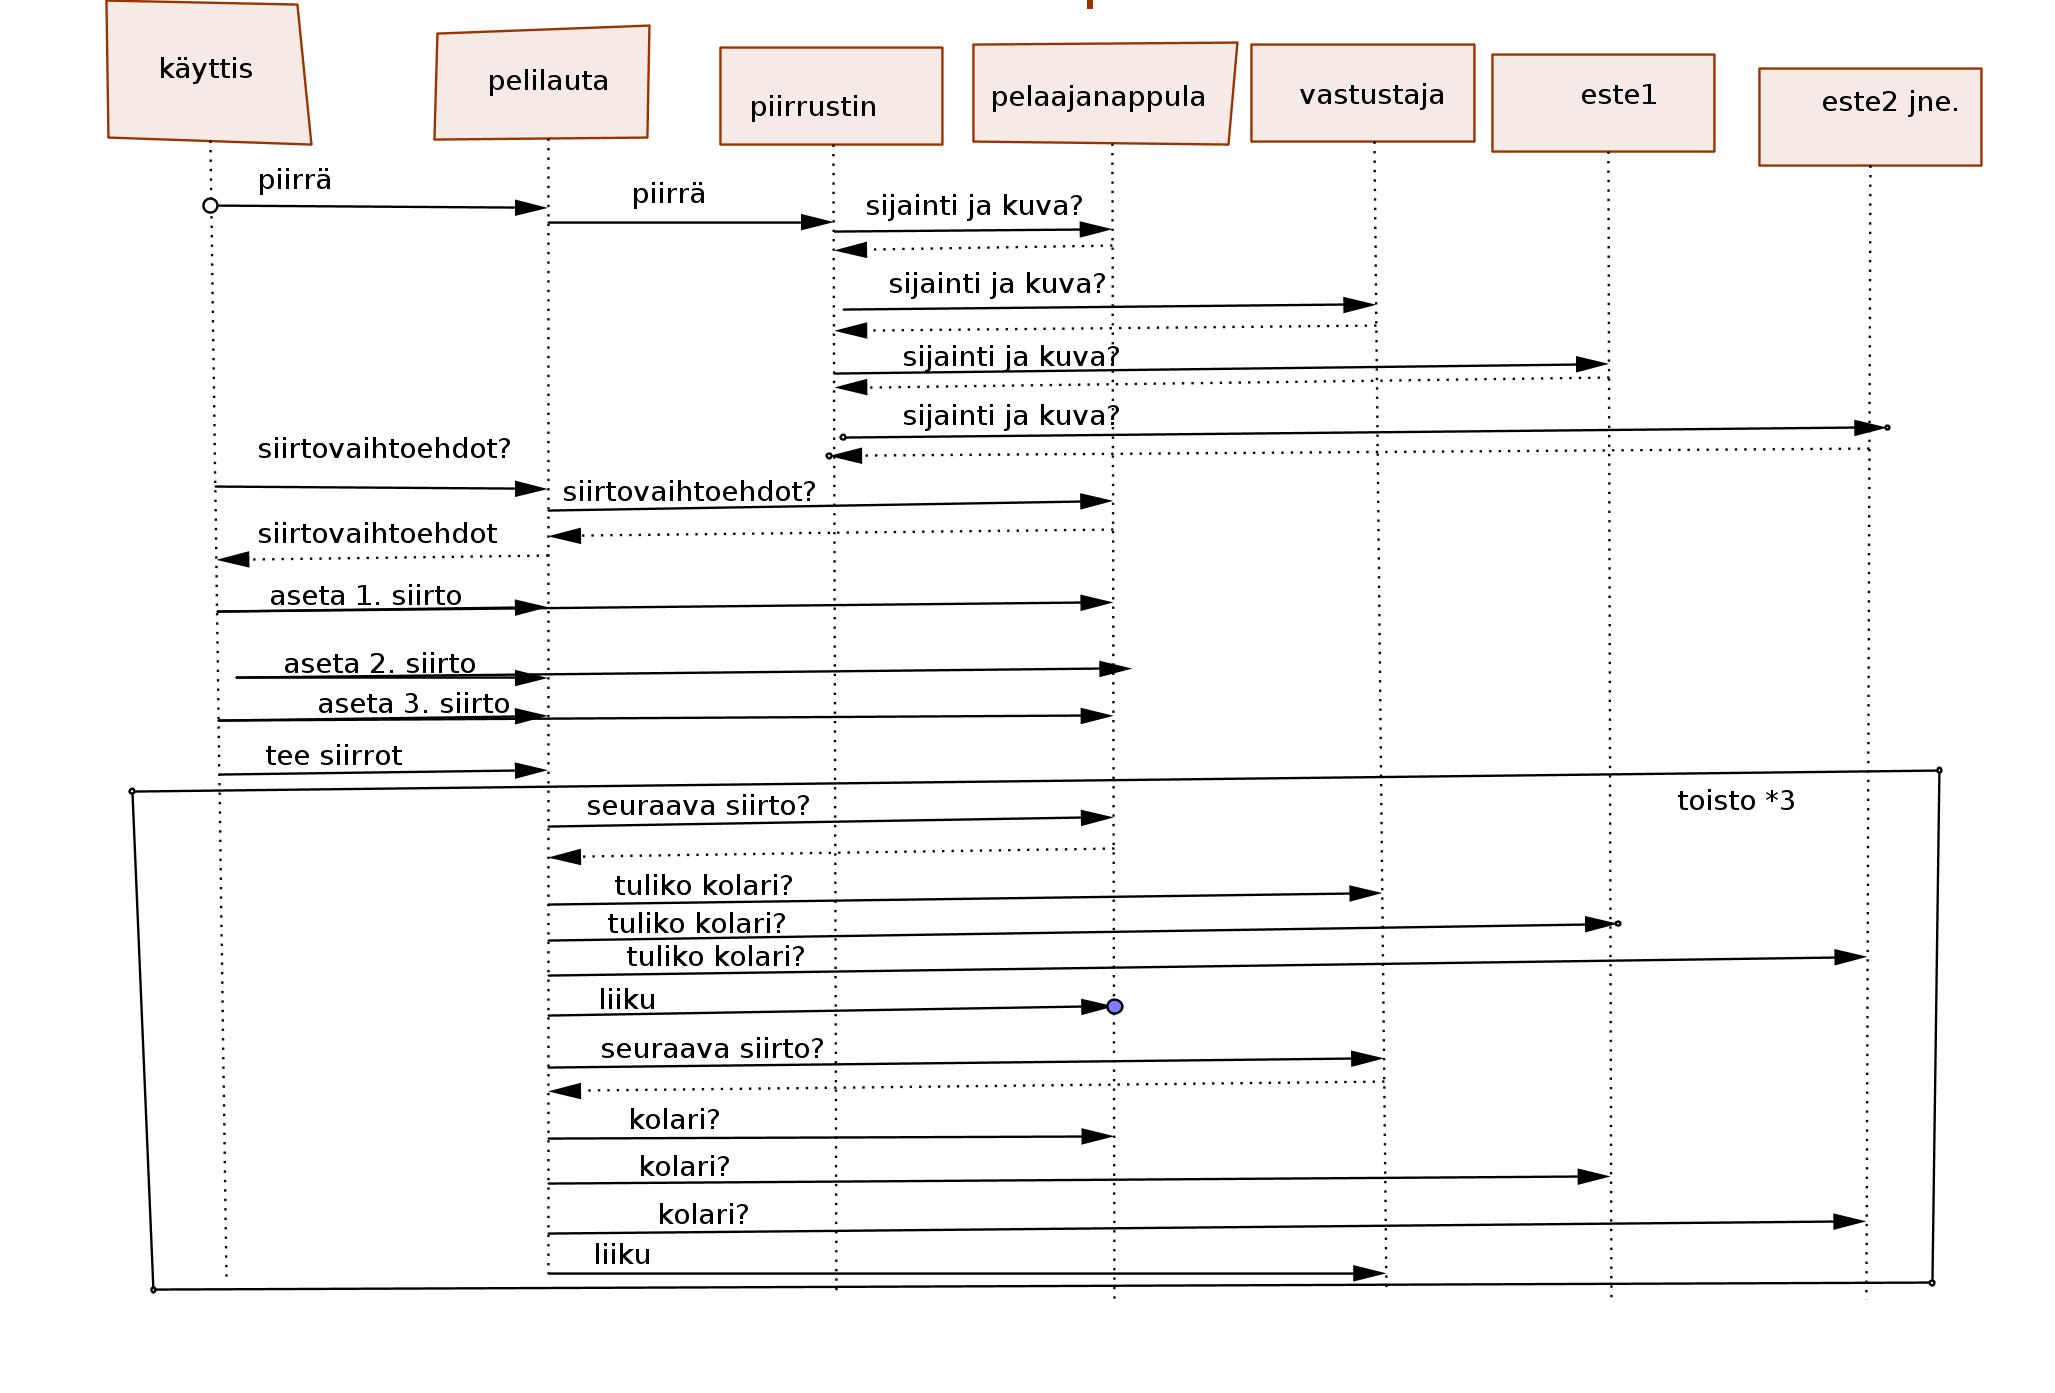 käyttis
pelilauta
piirrustin
pelaajanappula
vastustaja
este1
este2 jne.
piirrä
piirrä
sijainti ja kuva?
sijainti ja kuva?
sijainti ja kuva?
sijainti ja kuva?
siirtovaihtoehdot?
siirtovaihtoehdot?
siirtovaihtoehdot
aseta 1. siirto
aseta 2. siirto
aseta 3. siirto
tee siirrot
toisto *3
seuraava siirto?
tuliko kolari?
tuliko kolari?
tuliko kolari?
liiku
seuraava siirto?
kolari?
kolari?
kolari?
liiku